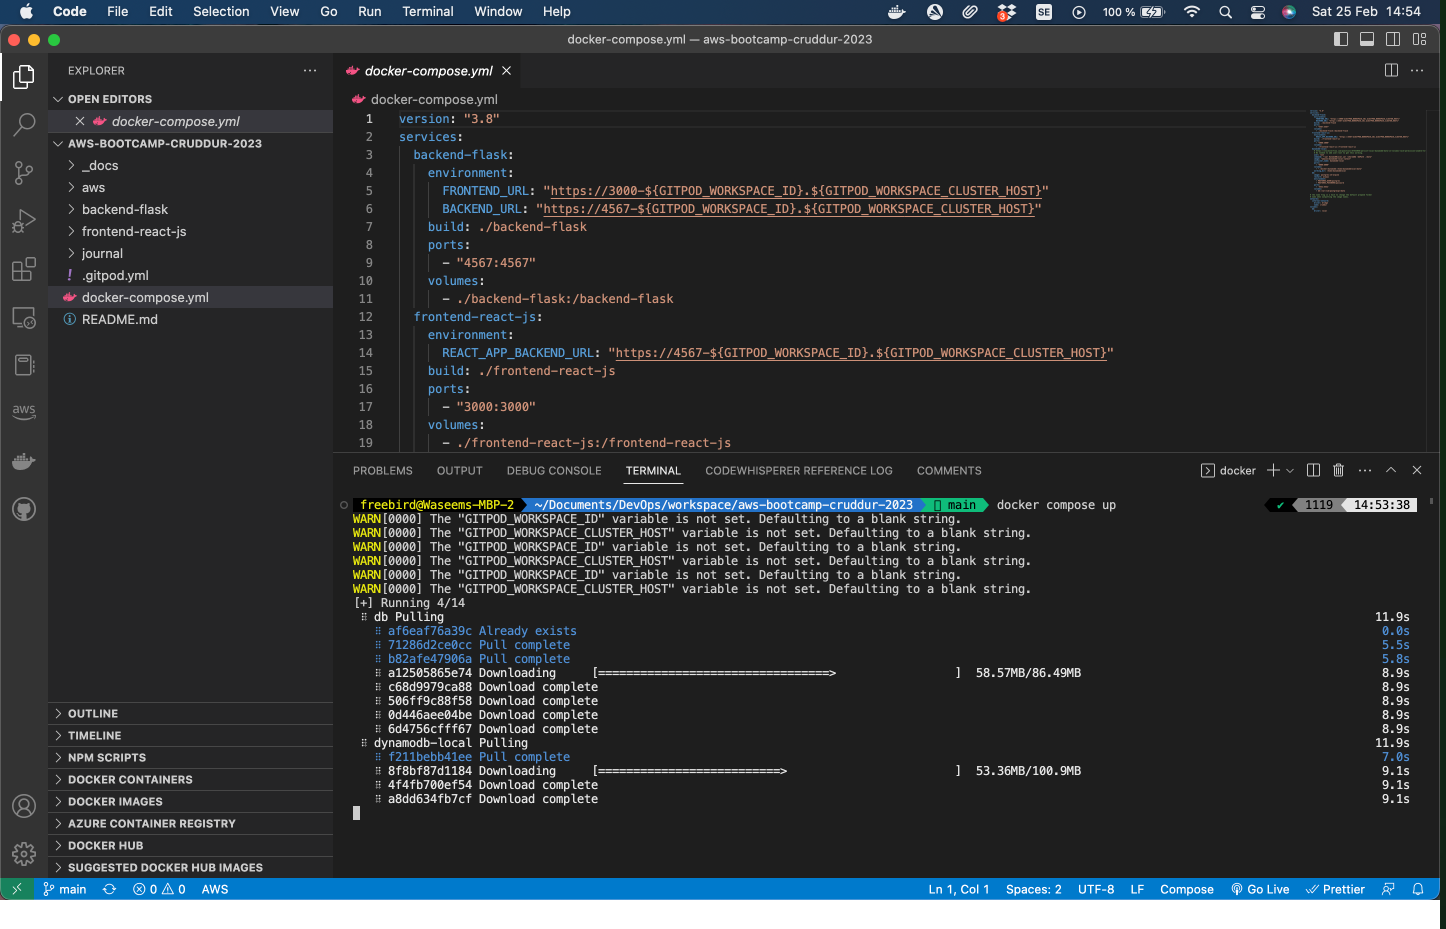 Code File Edit Selection View Go Run Terminal Window Help 3 SE 100 % Sat 25 Feb 14:54
docker-compose.yml — aws-bootcamp-cruddur-2023
EXPLORER
OPEN EDITORS
docker-compose.yml
AWS-BOOTCAMP-CRUDDUR-2023
_docs
aws
backend-flask
frontend-react-js
journal
! .gitpod.yml
docker-compose.yml
README.md
aws
OUTLINE
TIMELINE
NPM SCRIPTS
DOCKER CONTAINERS
DOCKER IMAGES
AZURE CONTAINER REGISTRY
DOCKER HUB
SUGGESTED DOCKER HUB IMAGES
docker-compose.yml
docker-compose.yml
1 version: "3.8"
2 services:
3 backend-flask:
4 environment:
5 FRONTEND_URL: "https://3000-${GITPOD_WORKSPACE_ID}.${GITPOD_WORKSPACE_CLUSTER_HOST}"
6 BACKEND_URL: "https://4567-${GITPOD_WORKSPACE_ID}.${GITPOD_WORKSPACE_CLUSTER_HOST}"
7 build: ./backend-flask
8 ports:
9 - "4567:4567"
10 volumes:
11 - ./backend-flask:/backend-flask
12 frontend-react-js:
13 environment:
14 REACT_APP_BACKEND_URL: "https://4567-${GITPOD_WORKSPACE_ID}.${GITPOD_WORKSPACE_CLUSTER_HOST}"
15 build: ./frontend-react-js
16 ports:
17 - "3000:3000"
18 volumes:
19 - ./frontend-react-js:/frontend-react-js
PROBLEMS OUTPUT DEBUG CONSOLE TERMINAL CODEWHISPERER REFERENCE LOG COMMENTS docker
freebird@Waseems-MBP-2 ~/Documents/DevOps/workspace/aws-bootcamp-cruddur-2023 main docker compose up ✔ 1119 14:53:38
WARN[0000] The "GITPOD_WORKSPACE_ID" variable is not set. Defaulting to a blank string.
WARN[0000] The "GITPOD_WORKSPACE_CLUSTER_HOST" variable is not set. Defaulting to a blank string.
WARN[0000] The "GITPOD_WORKSPACE_ID" variable is not set. Defaulting to a blank string.
WARN[0000] The "GITPOD_WORKSPACE_CLUSTER_HOST" variable is not set. Defaulting to a blank string.
WARN[0000] The "GITPOD_WORKSPACE_ID" variable is not set. Defaulting to a blank string.
WARN[0000] The "GITPOD_WORKSPACE_CLUSTER_HOST" variable is not set. Defaulting to a blank string.
[+] Running 4/14
⠿ db Pulling 11.9s
⠿ af6eaf76a39c Already exists 0.0s
⠿ 71286d2ce0cc Pull complete 5.5s
⠿ b82afe47906a Pull complete 5.8s
⠿ a12505865e74 Downloading [=================================> ] 58.57MB/86.49MB 8.9s
⠿ c68d9979ca88 Download complete 8.9s
⠿ 506ff9c88f58 Download complete 8.9s
⠿ 0d446aee04be Download complete 8.9s
⠿ 6d4756cfff67 Download complete 8.9s
⠿ dynamodb-local Pulling 11.9s
⠿ f211bebb41ee Pull complete 7.0s
⠿ 8f8bf87d1184 Downloading [==========================> ] 53.36MB/100.9MB 9.1s
⠿ 4f4fb700ef54 Download complete 9.1s
⠿ a8dd634fb7cf Download complete 9.1s
main 0 0 AWS Ln 1, Col 1 Spaces: 2 UTF-8 LF Compose Go Live Prettier